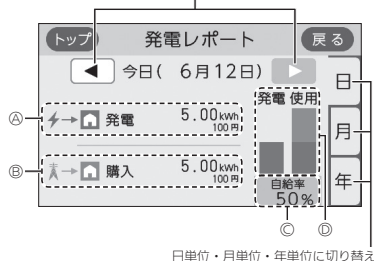 トップ 発電レポート 戻る
◀ 今日( 6月12日) ▶
日
月
年
発電 使用
Ⓐ → 発電 5.00kWh
100円
Ⓑ → 購入 5.00kWh
100円
自給率
50%
Ⓒ Ⓓ
日単位・月単位・年単位に切り替え